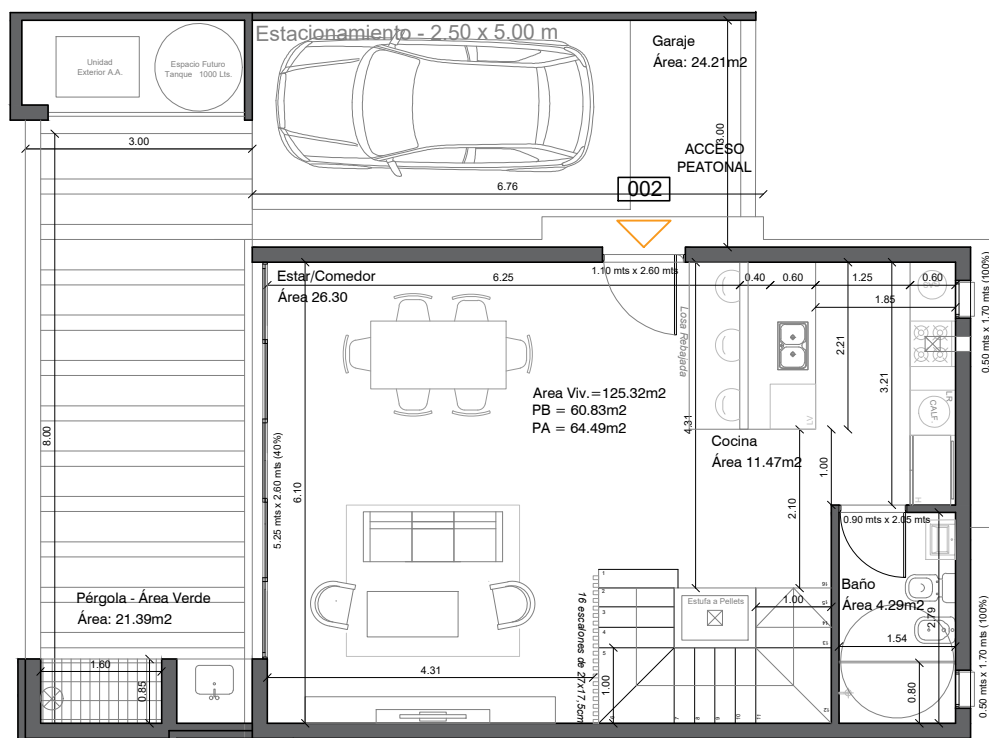 Estacionamiento - 2.50 x 5.00 m
Unidad
Exterior A.A.
Espacio Futuro
Tanque 1000 Lts.
Garaje
Área: 24.21m2
3.00
3.00
ACCESO
PEATONAL
6.76
002
1.10 mts x 2.60 mts
Estar/Comedor
Área 26.30
6.25
0.40
0.60
1.25
0.60
1.85
0.50 mts x 1.70 mts (100%)
Losa Rebajada
2.21
3.21
Area Viv.=125.32m2
PB = 60.83m2
PA = 64.49m2
4.31
LV
LR
CALF.
H
Cocina
Área 11.47m2
8.00
5.25 mts x 2.60 mts (40%)
6.10
1.00
2.10
0.90 mts x 2.05 mts
Pérgola - Área Verde
Área: 21.39m2
16 escalones de 27x17,5cm
Estufa a Pellets
1.00
Baño
Área 4.29m2
2.79
1.54
1.60
0.85
4.31
1.00
0.80
0.50 mts x 1.70 mts (100%)